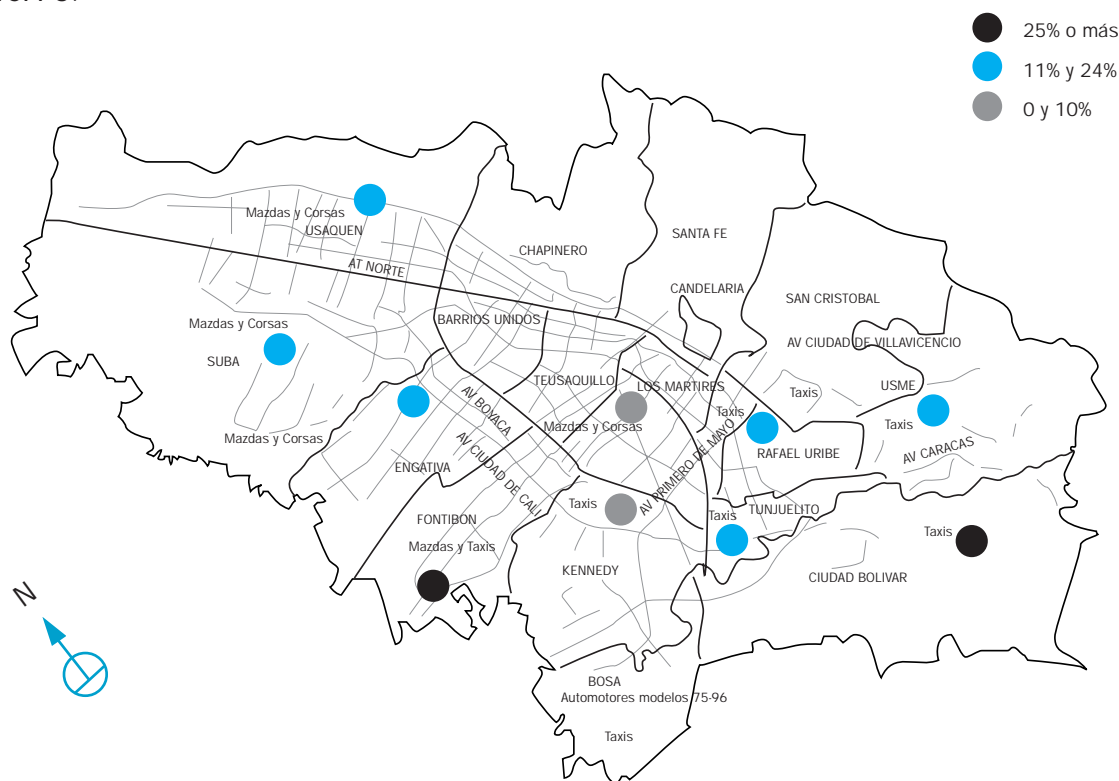 25% o más
11% y 24%
0 y 10%
Mazdas y Corsas
USAQUEN
AT NORTE
CHAPINERO
SANTA FE
CANDELARIA
SAN CRISTOBAL
BARRIOS UNIDOS
Mazdas y Corsas
SUBA
AV CIUDAD DE VILLAVICENCIO
TEUSAQUILLO
LOS MARTIRES
Taxis
USME
AV BOYACA
Mazdas y Corsas
Taxis
Taxis
Mazdas y Corsas
AV PRIMERO DE MAYO
RAFAEL URIBE
AV CARACAS
ENGATIVA
AV CIUDAD DE CALI
Taxis
Taxis
TUNJUELITO
FONTIBON
Taxis
Mazdas y Taxis
KENNEDY
CIUDAD BOLIVAR
N
BOSA
Automotores modelos 75-96
Taxis